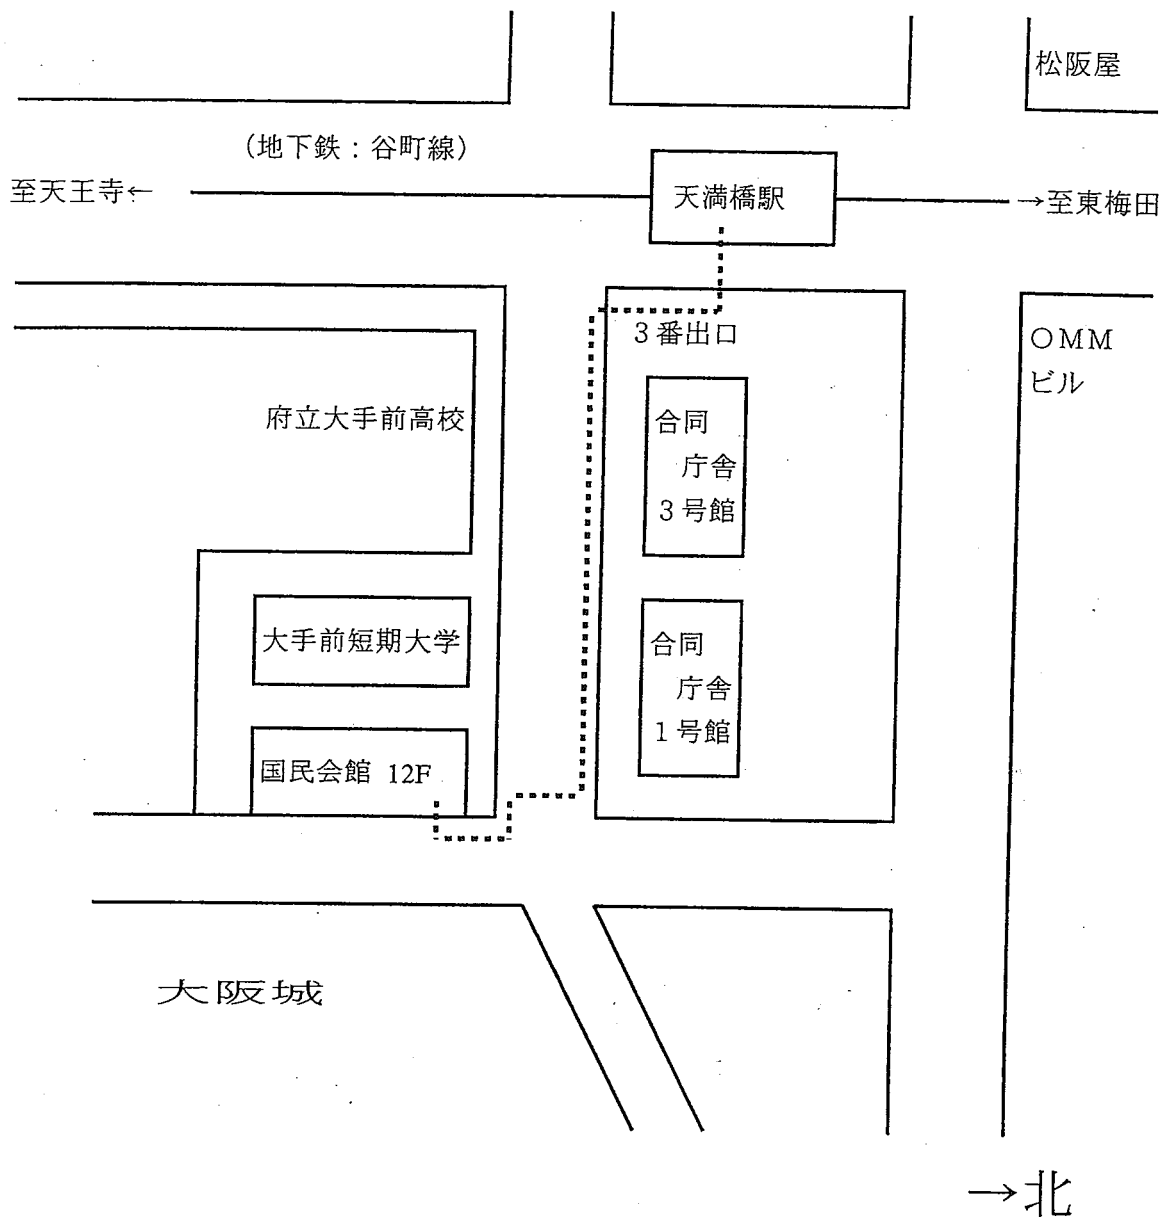 松阪屋
（地下鉄：谷町線）
至天王寺←
天満橋駅
→至東梅田
３番出口
ＯＭＭ
ビル
府立大手前高校
合同
庁舎
３号館
大手前短期大学
合同
庁舎
１号館
国民会館 12F
大阪城
→北